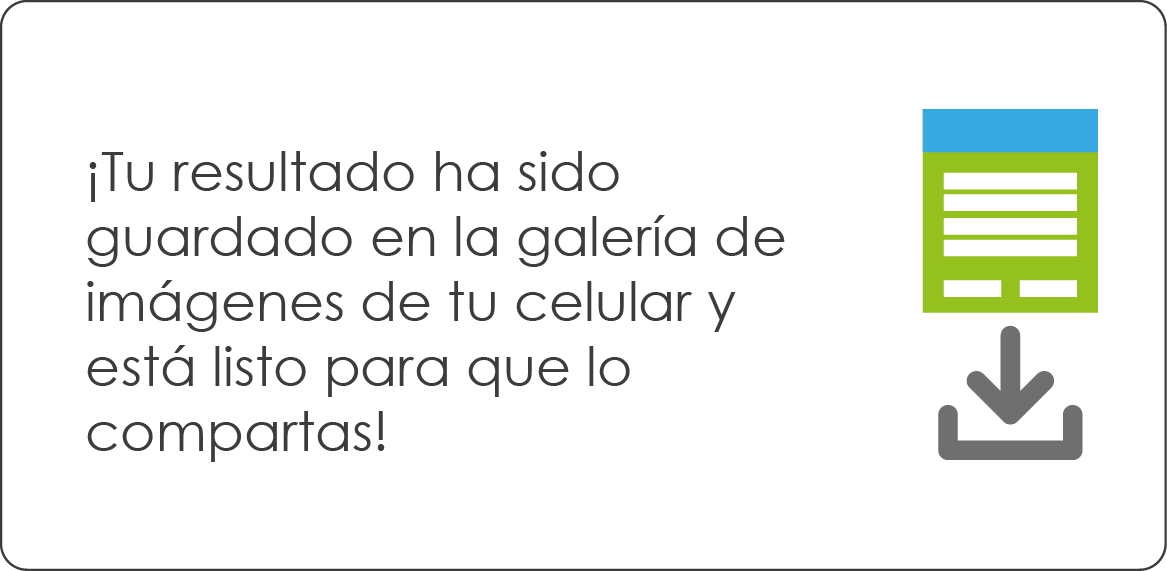 ¡Tu resultado ha sido
guardado en la galería de
imágenes de tu celular y
está listo para que lo
compartas!